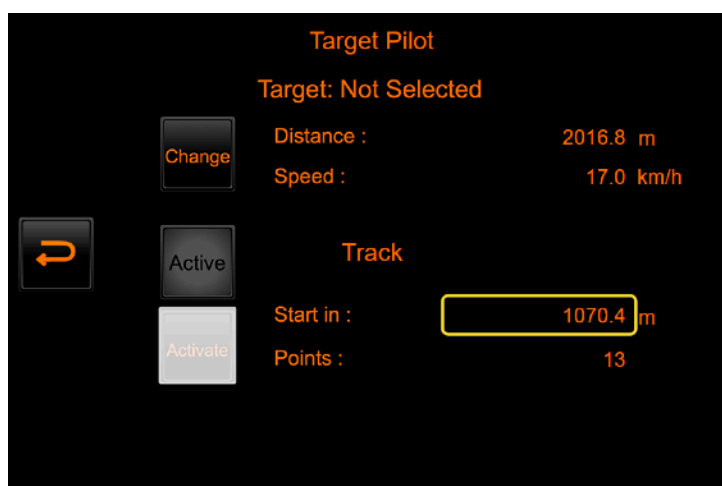 Target Pilot
Target: Not Selected
Change
Distance : 2016.8 m
Speed : 17.0 km/h
Active
Track
Start in : 1070.4 m
Activate
Points : 13